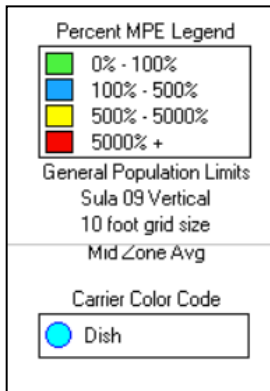 Percent MPE Legend
0% - 100%
100% - 500%
500% - 5000%
5000% +
General Population Limits
Sula 09 Vertical
10 foot grid size
Mid Zone Avg
Carrier Color Code
Dish